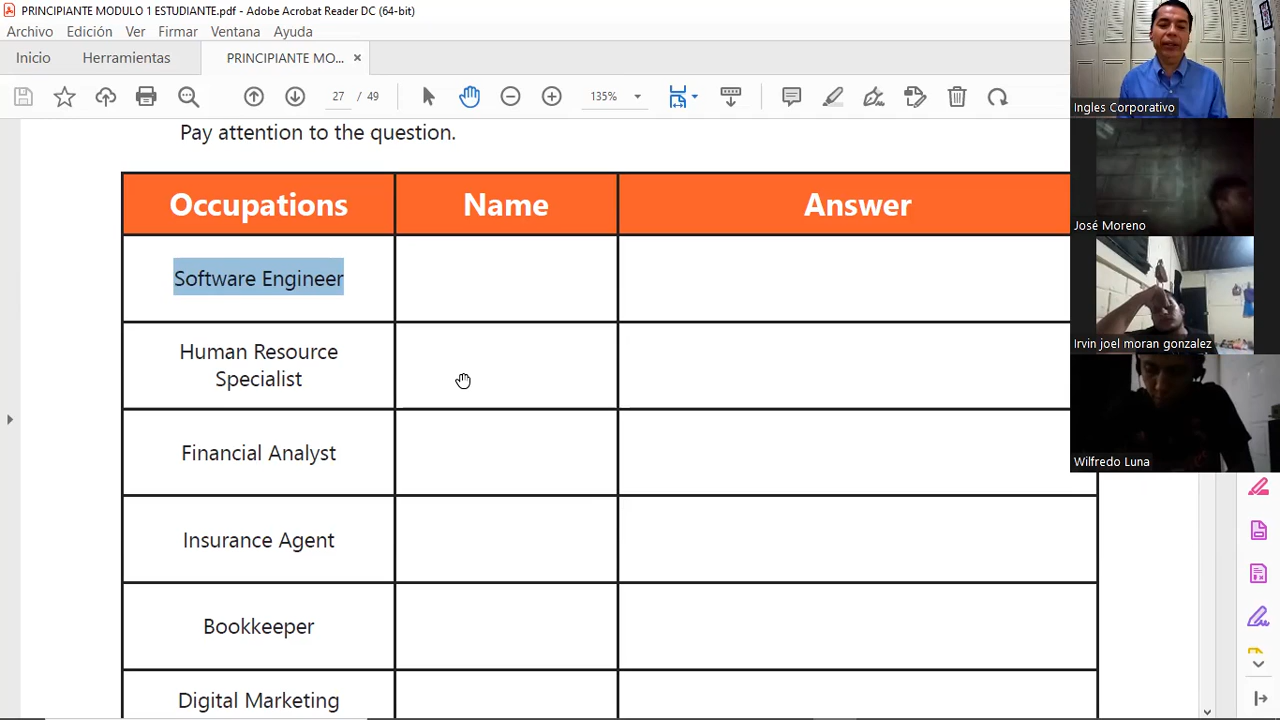 PRINCIPIANTE MODULO 1 ESTUDIANTE.pdf - Adobe Acrobat Reader DC (64-bit)
Archivo Edición Ver Firmar Ventana Ayuda
Inicio Herramientas PRINCIPIANTE MO...
27 / 49 135%
Pay attention to the question.
Occupations Name Answer
Software Engineer
Human Resource
Specialist
Financial Analyst
Insurance Agent
Bookkeeper
Digital Marketing
Ingles Corporativo
José Moreno
Irvin joel moran gonzalez
Wilfredo Luna